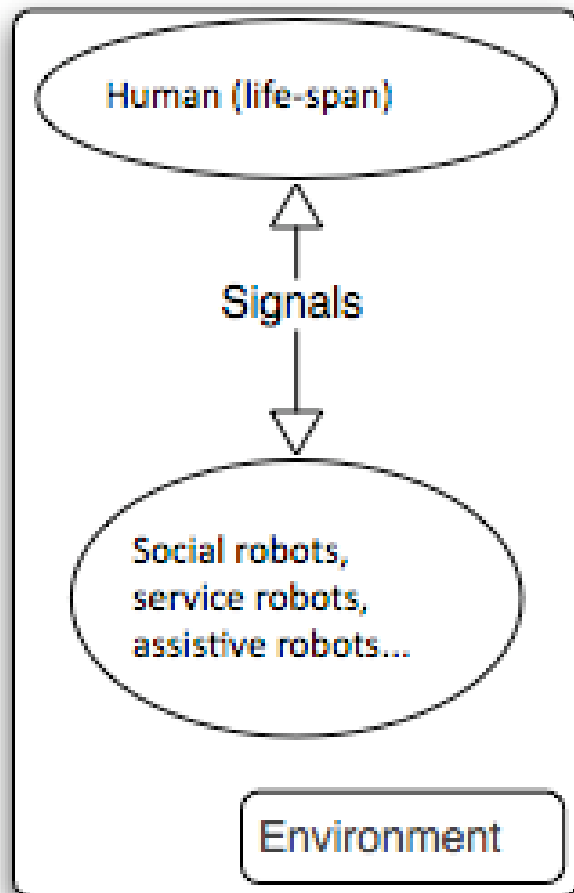 Human (life-span)
Signals
Social robots,
service robots,
assistive robots...
Environment